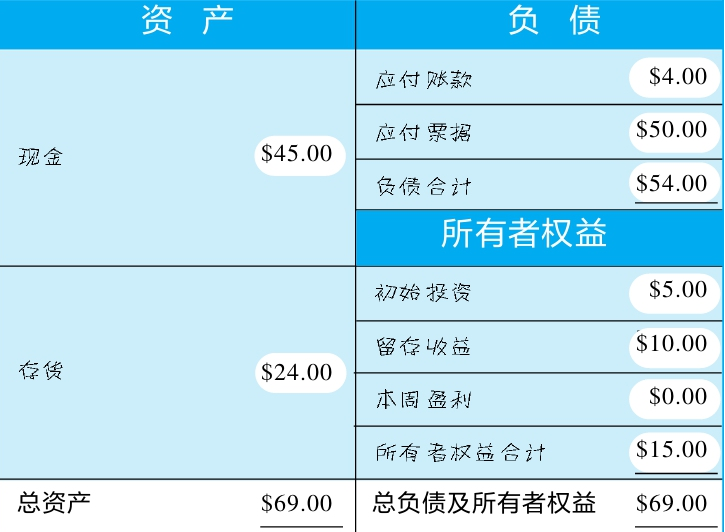 资 产
现金 $45.00
存货 $24.00
总资产 $69.00
负 债
应付账款 $4.00
应付票据 $50.00
负债合计 $54.00
所有者权益
初始投资 $5.00
留存收益 $10.00
本周盈利 $0.00
所有者权益合计 $15.00
总负债及所有者权益 $69.00